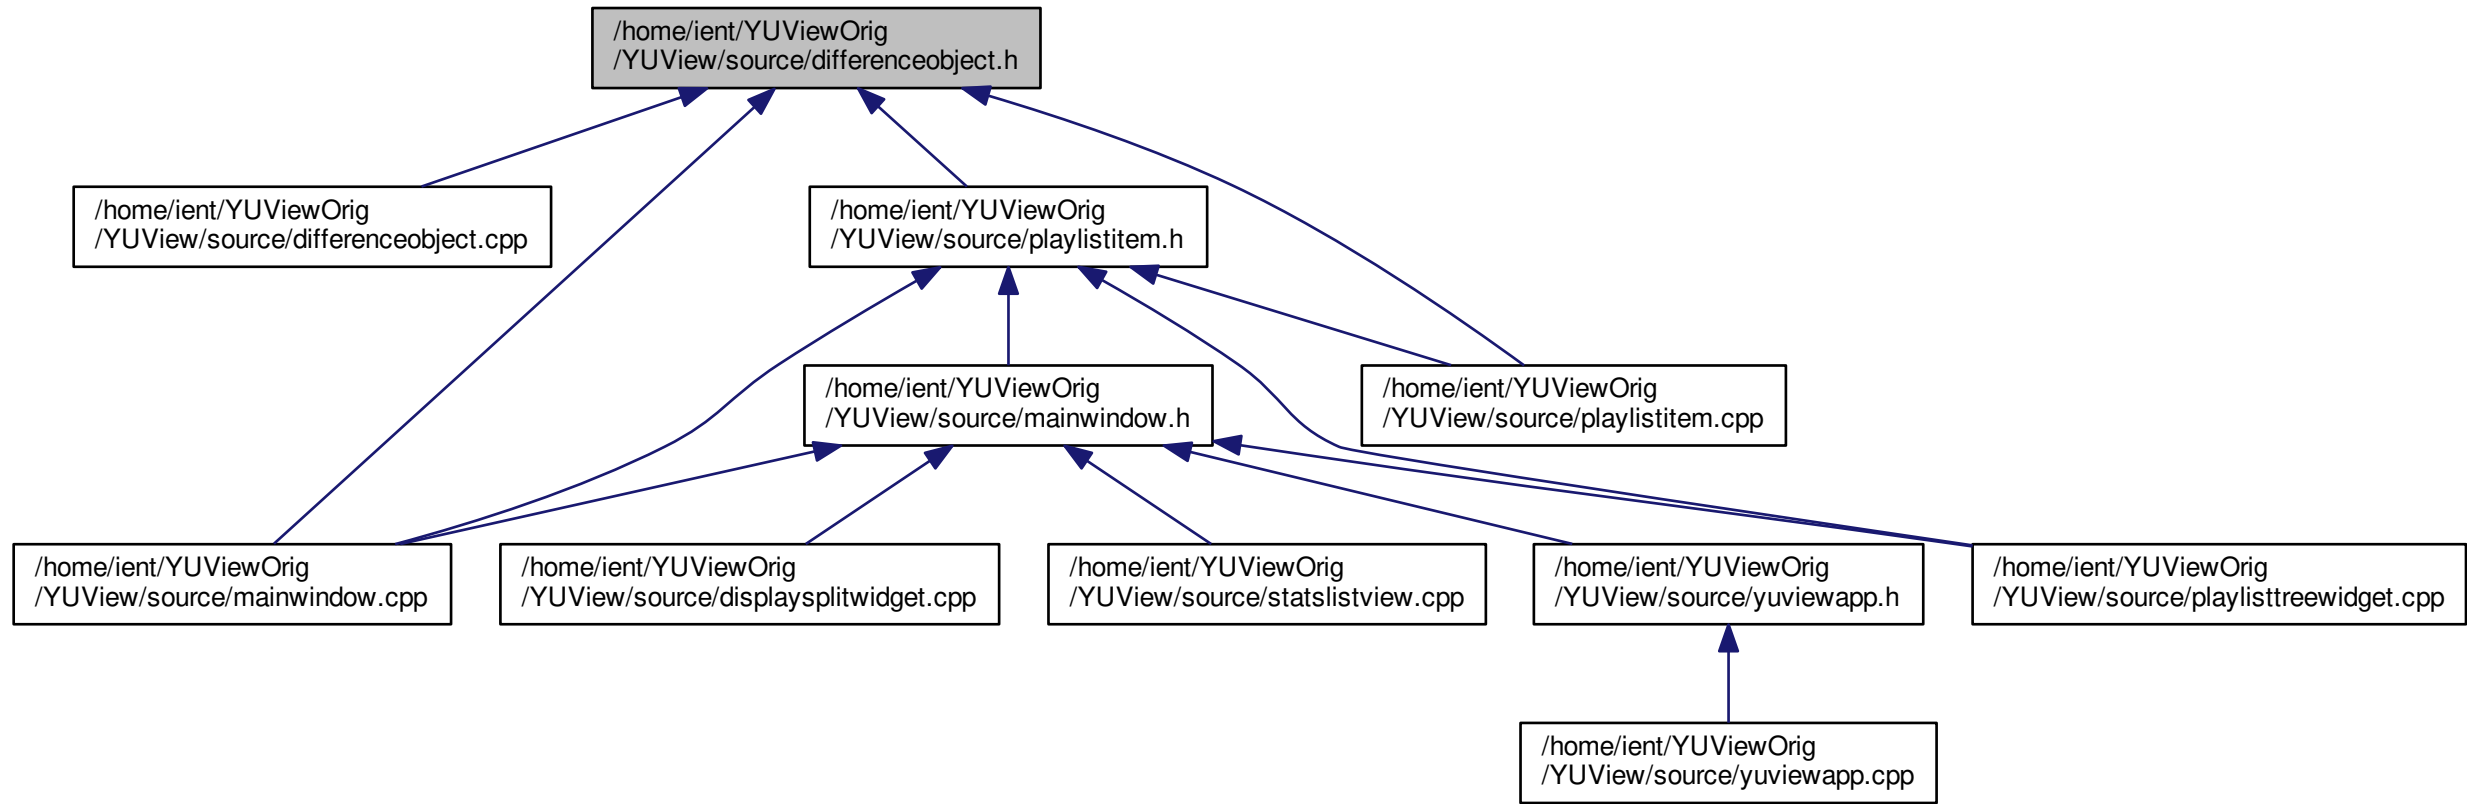 /home/ient/YUViewOrig
/YUView/source/differenceobject.h
/home/ient/YUViewOrig
/YUView/source/differenceobject.cpp
/home/ient/YUViewOrig
/YUView/source/playlistitem.h
/home/ient/YUViewOrig
/YUView/source/mainwindow.h
/home/ient/YUViewOrig
/YUView/source/playlistitem.cpp
/home/ient/YUViewOrig
/YUView/source/mainwindow.cpp
/home/ient/YUViewOrig
/YUView/source/displaysplitwidget.cpp
/home/ient/YUViewOrig
/YUView/source/statslistview.cpp
/home/ient/YUViewOrig
/YUView/source/yuviewapp.h
/home/ient/YUViewOrig
/YUView/source/playlisttreewidget.cpp
/home/ient/YUViewOrig
/YUView/source/yuviewapp.cpp